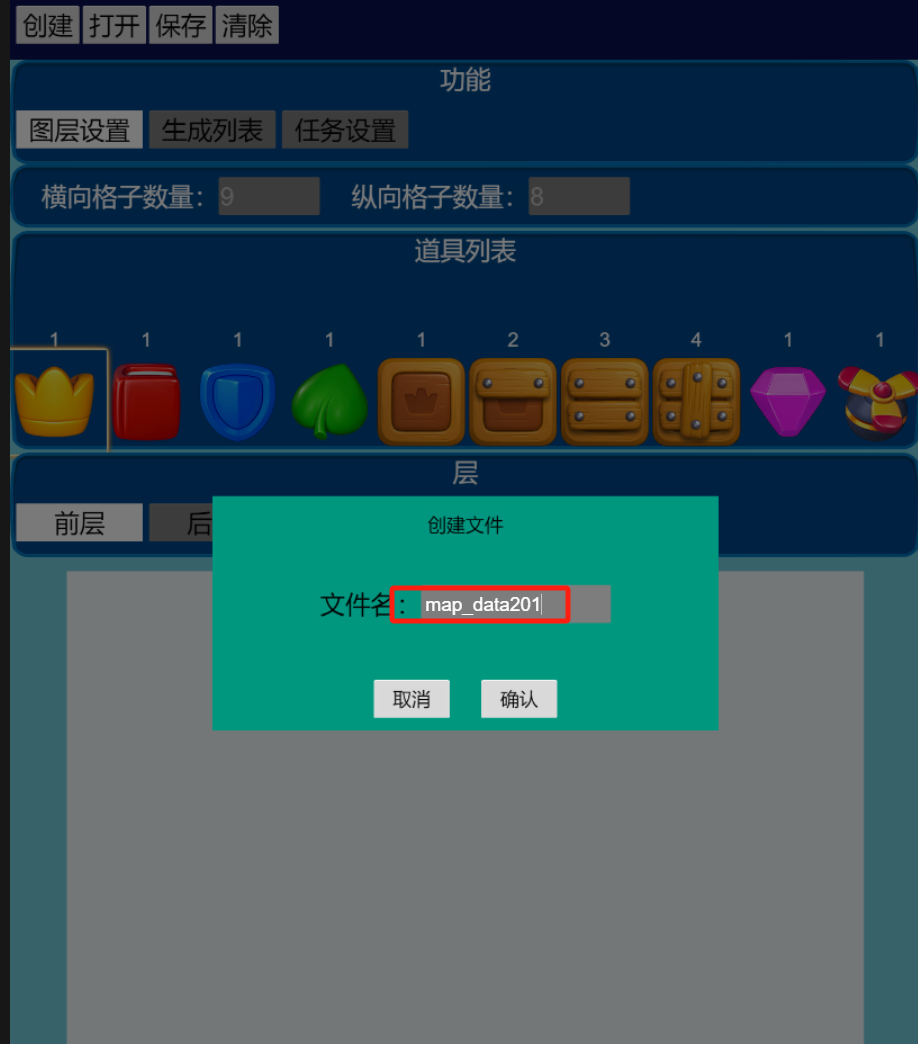 创建 打开 保存 清除
功能
图层设置 生成列表 任务设置
横向格子数量： 9 纵向格子数量： 8
道具列表
1 1 1 1 1 2 3 4 1 1
层
前层 后
创建文件
文件名： map_data201
取消 确认